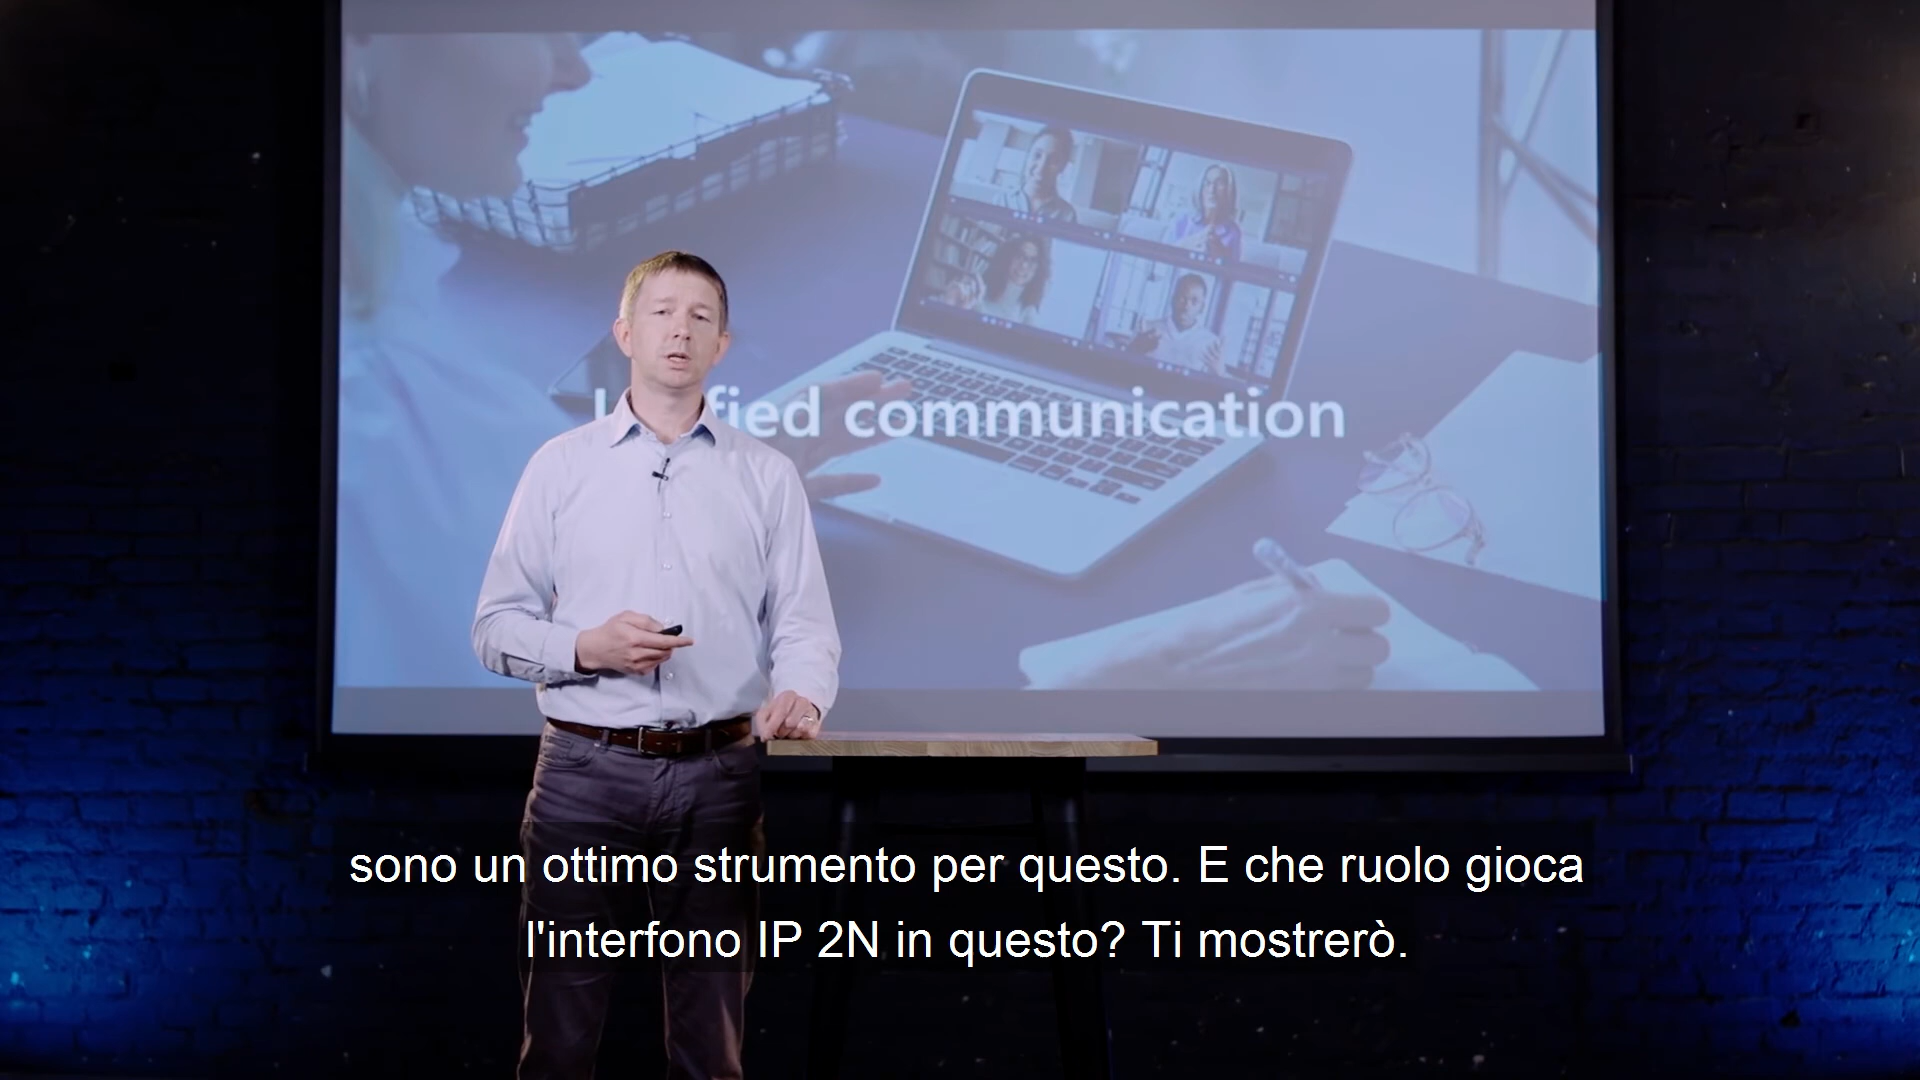 fied communication
sono un ottimo strumento per questo. E che ruolo gioca
l'interfono IP 2N in questo? Ti mostrerò.